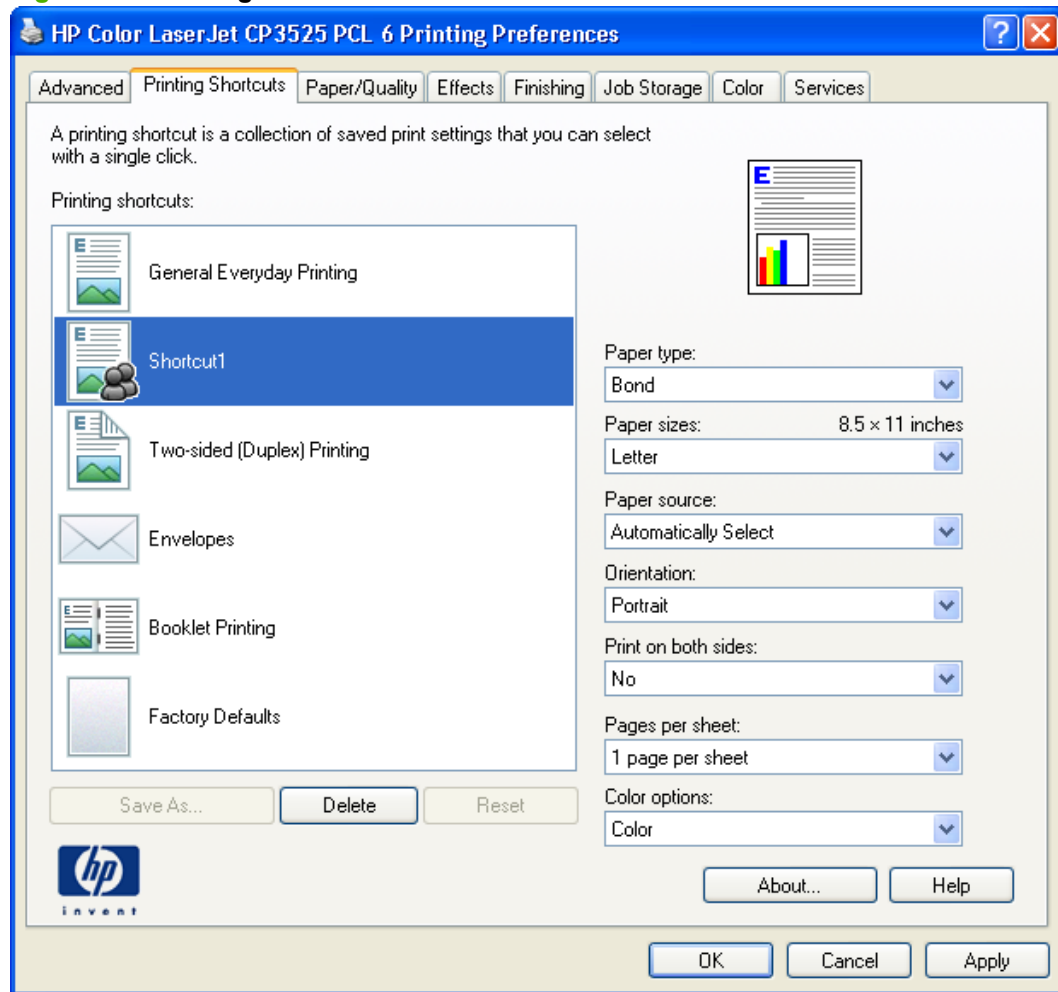 HP Color LaserJet CP3525 PCL 6 Printing Preferences
Advanced Printing Shortcuts Paper/Quality Effects Finishing Job Storage Color Services
A printing shortcut is a collection of saved print settings that you can select
with a single click.
Printing shortcuts:
E
General Everyday Printing
E
Shortcut1
E
Two-sided (Duplex) Printing
Envelopes
E
Booklet Printing
Factory Defaults
Save As... Delete Reset
hp
invent
E
Paper type:
Bond
Paper sizes: 8.5 × 11 inches
Letter
Paper source:
Automatically Select
Orientation:
Portrait
Print on both sides:
No
Pages per sheet:
1 page per sheet
Color options:
Color
About... Help
OK Cancel Apply